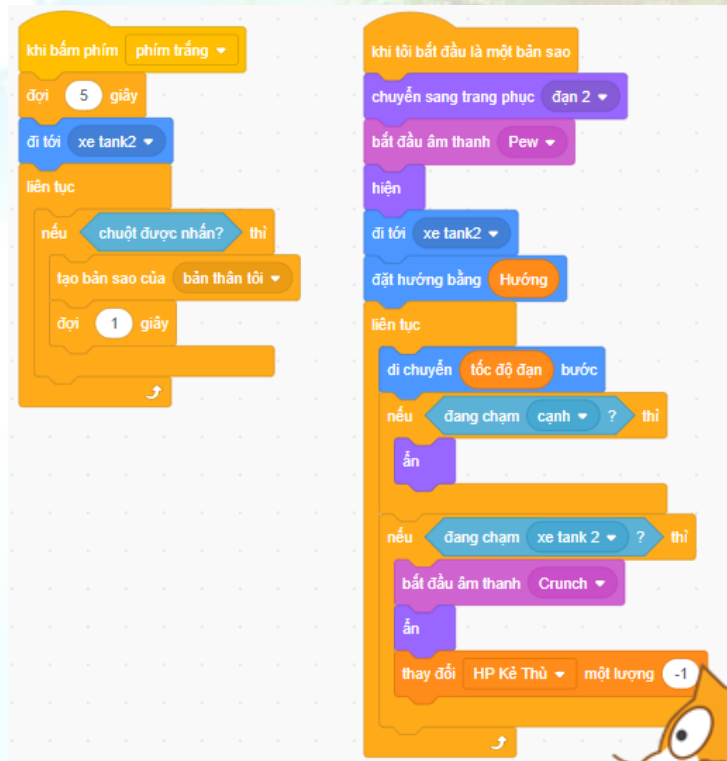 khi bấm phím phím trắng
đợi 5 giây
đi tới xe tank2
liên tục
nếu chuột được nhấn? thì
tạo bản sao của bản thân tôi
đợi 1 giây
khi tôi bắt đầu là một bản sao
chuyển sang trang phục đạn 2
bắt đầu âm thanh Pew
hiện
đi tới xe tank2
đặt hướng bằng Hướng
liên tục
di chuyển tốc độ đạn bước
nếu đang chạm cạnh ? thì
ẩn
nếu đang chạm xe tank 2 ? thì
bắt đầu âm thanh Crunch
ẩn
thay đổi HP Kẻ Thù một lượng -1